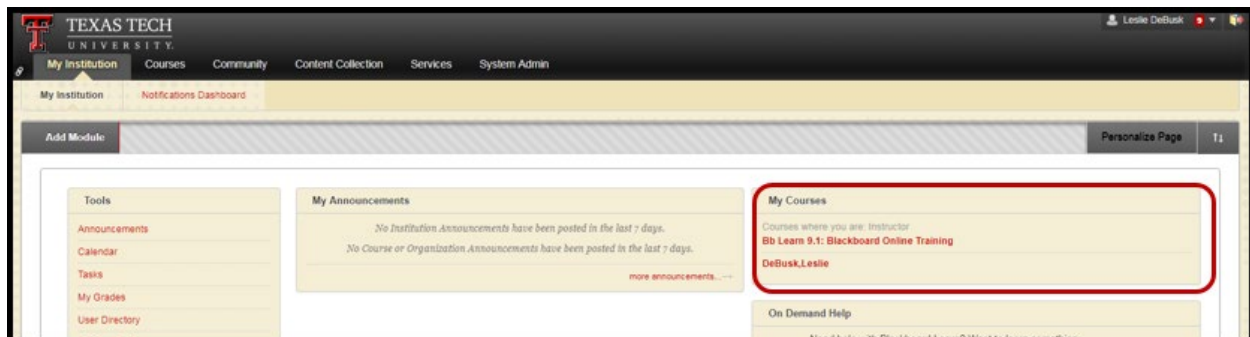 TEXAS TECH
UNIVERSITY.
Leslie DeBusk 9
My Institution Courses Community Content Collection Services System Admin
My Institution Notifications Dashboard
Add Module Personalize Page
Tools
Announcements
Calendar
Tasks
My Grades
User Directory
My Announcements
No Institution Announcements have been posted in the last 7 days.
No Course or Organization Announcements have been posted in the last 7 days.
more announcements...
My Courses
Courses where you are: Instructor
Bb Learn 9.1: Blackboard Online Training
DeBusk,Leslie
On Demand Help